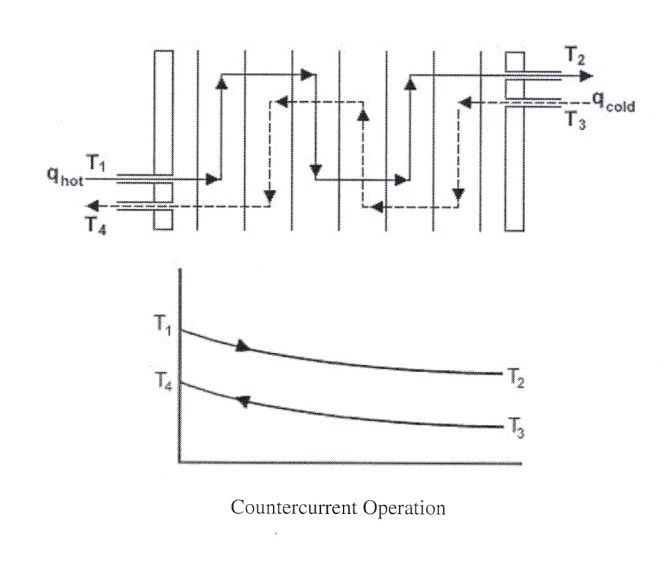 T2
qcold
T3
T1
qhot
T4
T1
T4
T2
T3
Countercurrent Operation